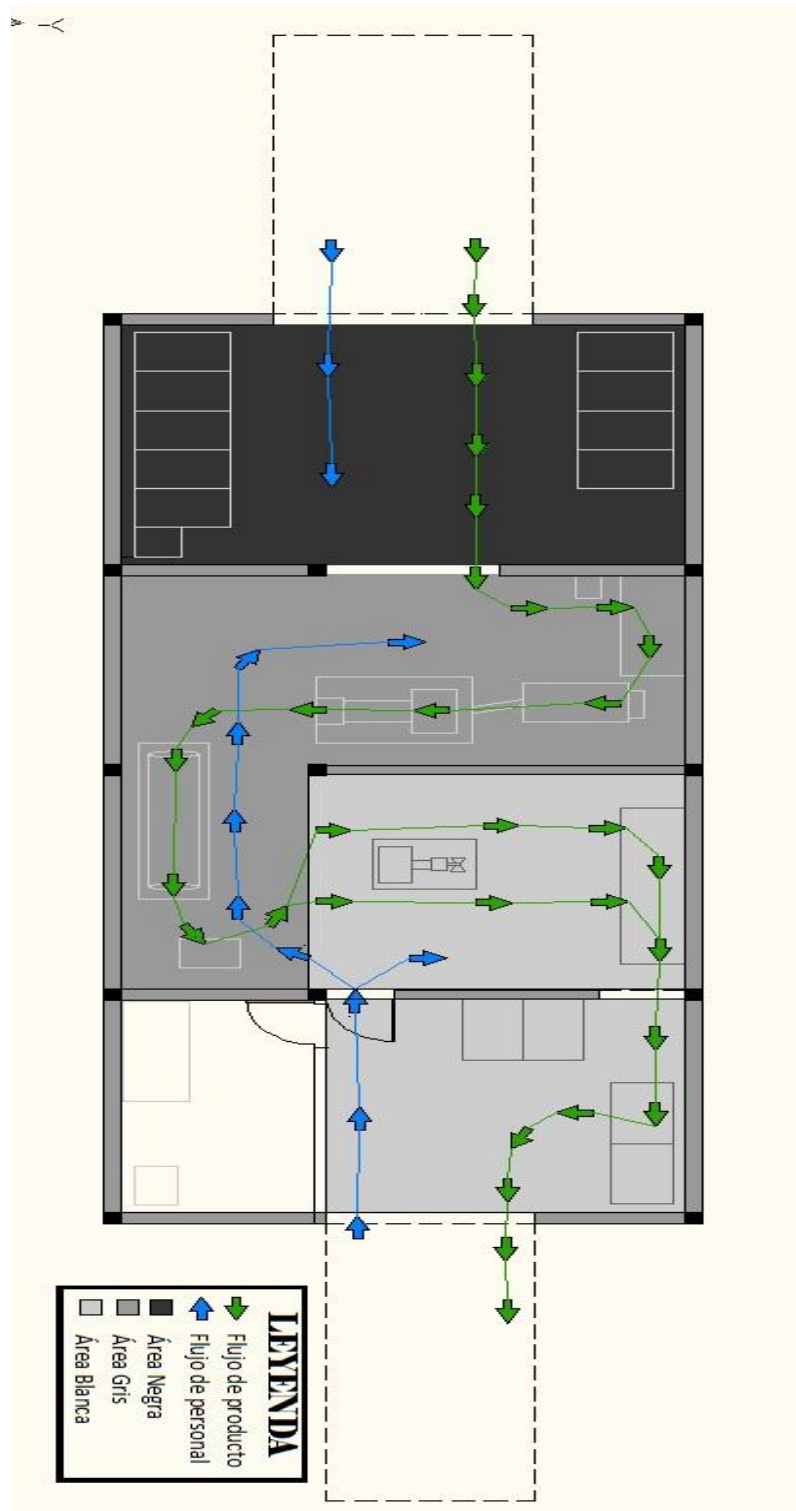 LEYENDA
Flujo de producto
Flujo de personal
Área Negra
Área Gris
Área Blanca